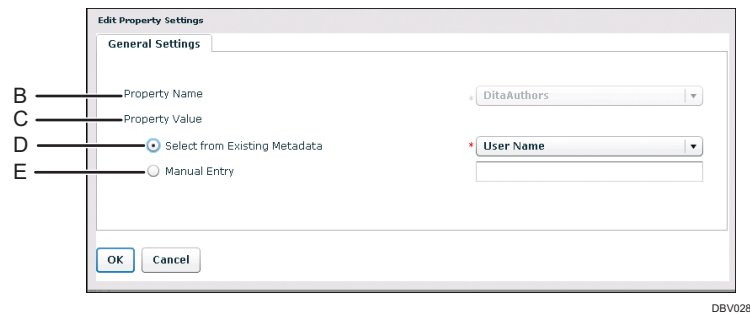 Edit Property Settings
General Settings
B Property Name * DitaAuthors
C Property Value
D Select from Existing Metadata * User Name
E Manual Entry
OK Cancel
DBV028